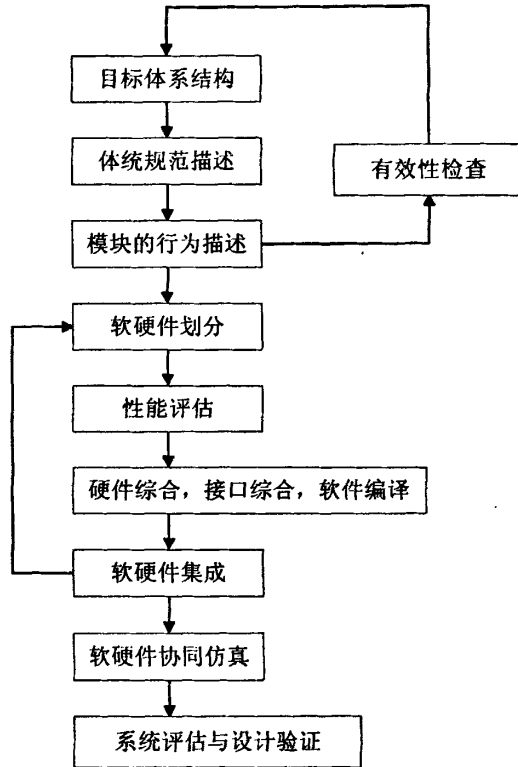 目标体系结构
体统规范描述
有效性检查
模块的行为描述
软硬件划分
性能评估
硬件综合，接口综合，软件编译
软硬件集成
软硬件协同仿真
系统评估与设计验证